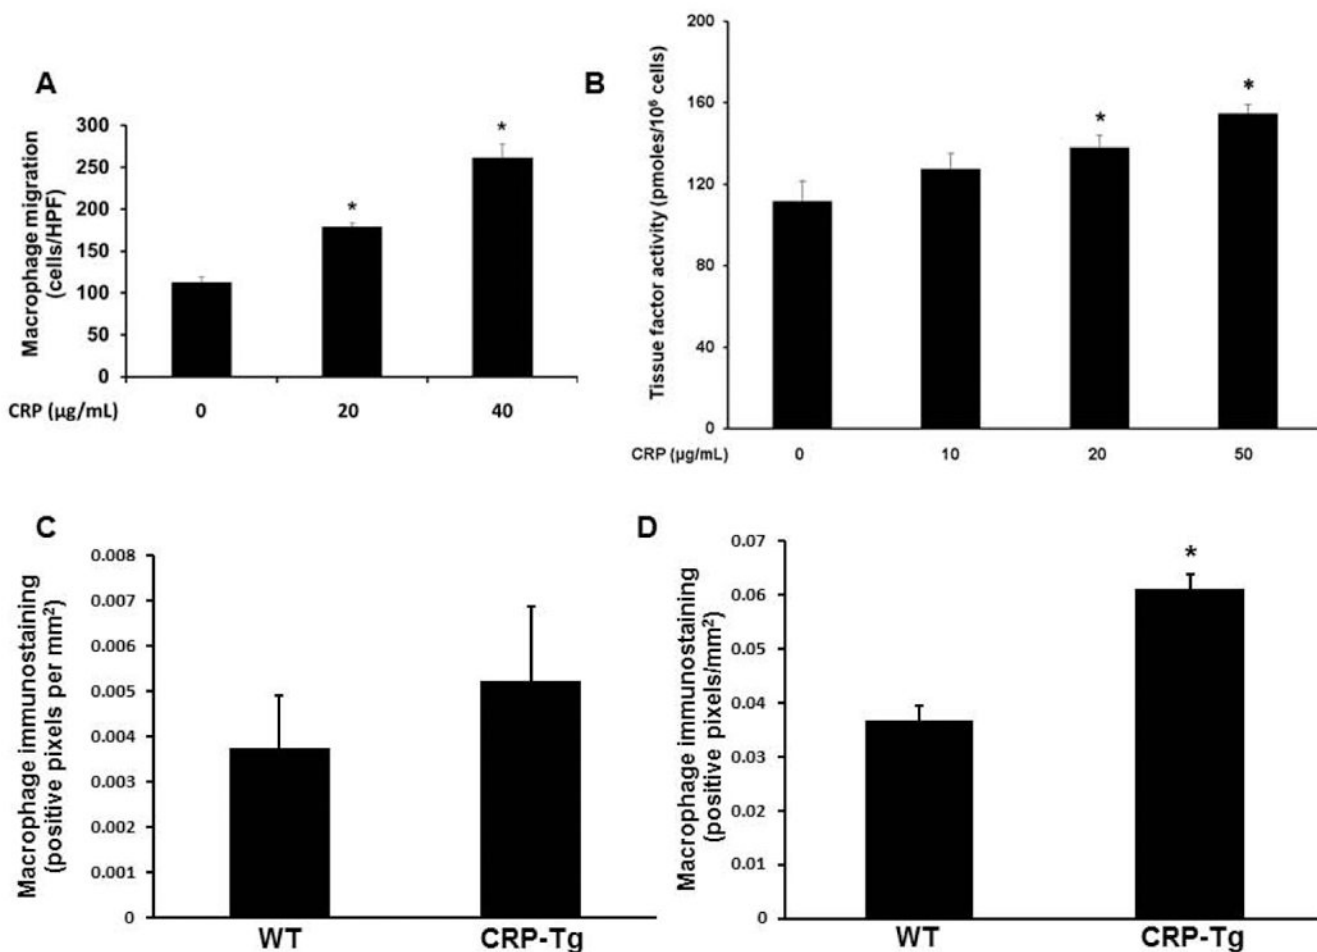 A
Macrophage migration
(cells/HPF)
300
250
200
150
100
50
0
*
*
CRP (µg/mL)
0
20
40
B
Tissue factor activity (pmoles/10⁶ cells)
200
160
120
80
40
0
*
*
CRP (µg/mL)
0
10
20
50
C
Macrophage immunostaining
(positive pixels per mm²)
0.008
0.007
0.006
0.005
0.004
0.003
0.002
0.001
0
WT
CRP-Tg
D
Macrophage immunostaining
(positive pixels/mm²)
0.07
0.06
0.05
0.04
0.03
0.02
0.01
0
*
WT
CRP-Tg